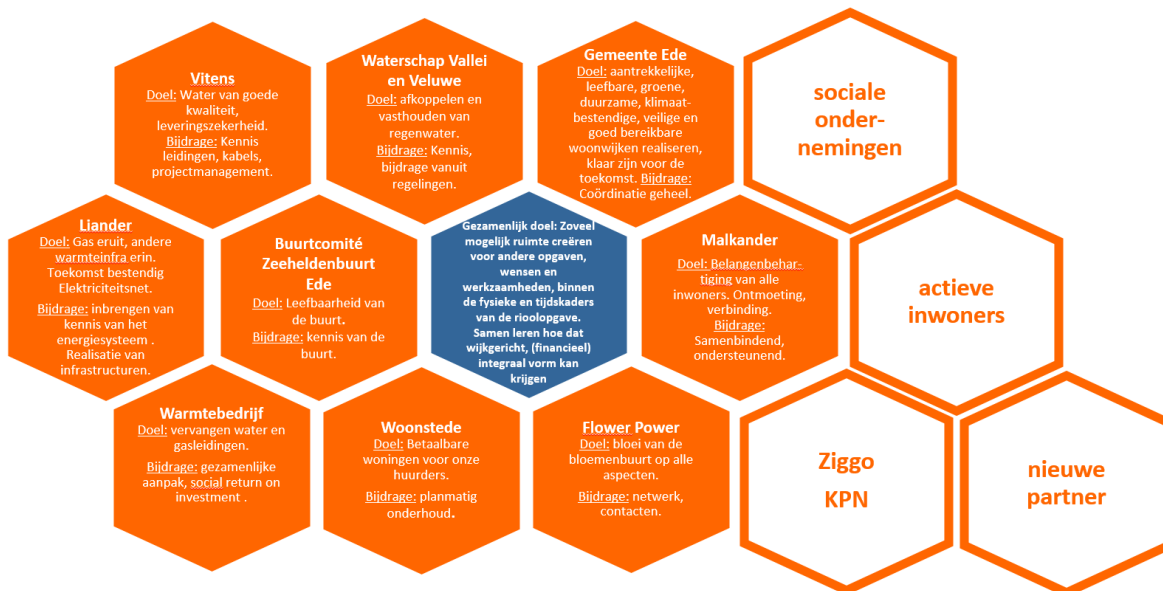 Vitens
Doel: Water van goede
kwaliteit,
leveringszekerheid.
Bijdrage: Kennis
leidingen, kabels,
projectmanagement.
Waterschap Vallei
en Veluwe
Doel: afkoppelen en
vasthouden van
regenwater.
Bijdrage: Kennis,
bijdrage vanuit
regelingen.
Gemeente Ede
Doel: aantrekkelijke,
leefbare, groene,
duurzame, klimaat-
bestendige, veilige en
goed bereikbare
woonwijken realiseren,
klaar zijn voor de
toekomst. Bijdrage:
Coördinatie geheel.
sociale
onder-
nemingen
Liander
Doel: Gas eruit, andere
warmteinfra erin.
Toekomst bestendig
Elektriciteitsnet.
Bijdrage: inbrengen van
kennis van het
energiesysteem .
Realisatie van
infrastructuren.
Buurtcomité
Zeeheldenbuurt
Ede
Doel: Leefbaarheid van
de buurt.
Bijdrage: kennis van de
buurt.
Gezamenlijk doel: Zoveel
mogelijk ruimte creëren
voor andere opgaven,
wensen en
werkzaamheden, binnen
de fysieke en tijdskaders
van de rioolopgave.
Samen leren hoe dat
wijkgericht, (financieel)
integraal vorm kan
krijgen
Malkander
Doel: Belangenbehar-
tiging van alle
inwoners. Ontmoeting,
verbinding.
Bijdrage:
Samenbindend,
ondersteunend.
actieve
inwoners
Warmtebedrijf
Doel: vervangen water en
gasleidingen.
Bijdrage: gezamenlijke
aanpak, social return on
investment .
Woonstede
Doel: Betaalbare
woningen voor onze
huurders.
Bijdrage: planmatig
onderhoud.
Flower Power
Doel: bloei van de
bloemenbuurt op alle
aspecten.
Bijdrage: netwerk,
contacten.
Ziggo
KPN
nieuwe
partner